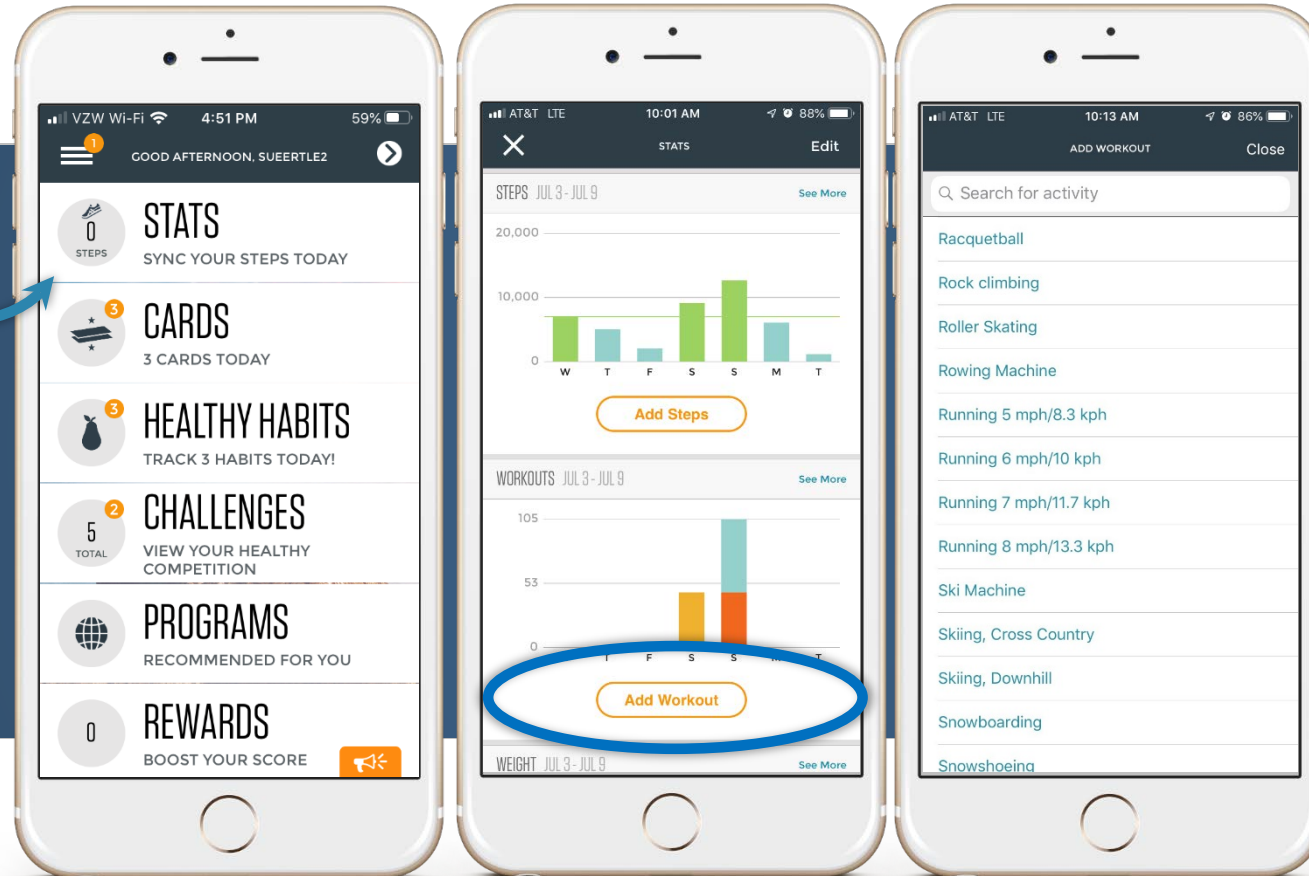 VZW Wi-Fi 4:51 PM 59%
1
GOOD AFTERNOON, SUEERTLE2
0
STEPS
STATS
SYNC YOUR STEPS TODAY
3
CARDS
3 CARDS TODAY
3
HEALTHY HABITS
TRACK 3 HABITS TODAY!
5
TOTAL
2
CHALLENGES
VIEW YOUR HEALTHY
COMPETITION
PROGRAMS
RECOMMENDED FOR YOU
0
REWARDS
BOOST YOUR SCORE
AT&T LTE 10:01 AM 88%
STATS Edit
STEPS JUL 3 - JUL 9 See More
20,000
10,000
0
W T F S S M T
Add Steps
WORKOUTS JUL 3 - JUL 9 See More
105
53
0
F S S T
Add Workout
WEIGHT JUL 3 - JUL 9 See More
AT&T LTE 10:13 AM 86%
ADD WORKOUT Close
Search for activity
Racquetball
Rock climbing
Roller Skating
Rowing Machine
Running 5 mph/8.3 kph
Running 6 mph/10 kph
Running 7 mph/11.7 kph
Running 8 mph/13.3 kph
Ski Machine
Skiing, Cross Country
Skiing, Downhill
Snowboarding
Snowshoeing